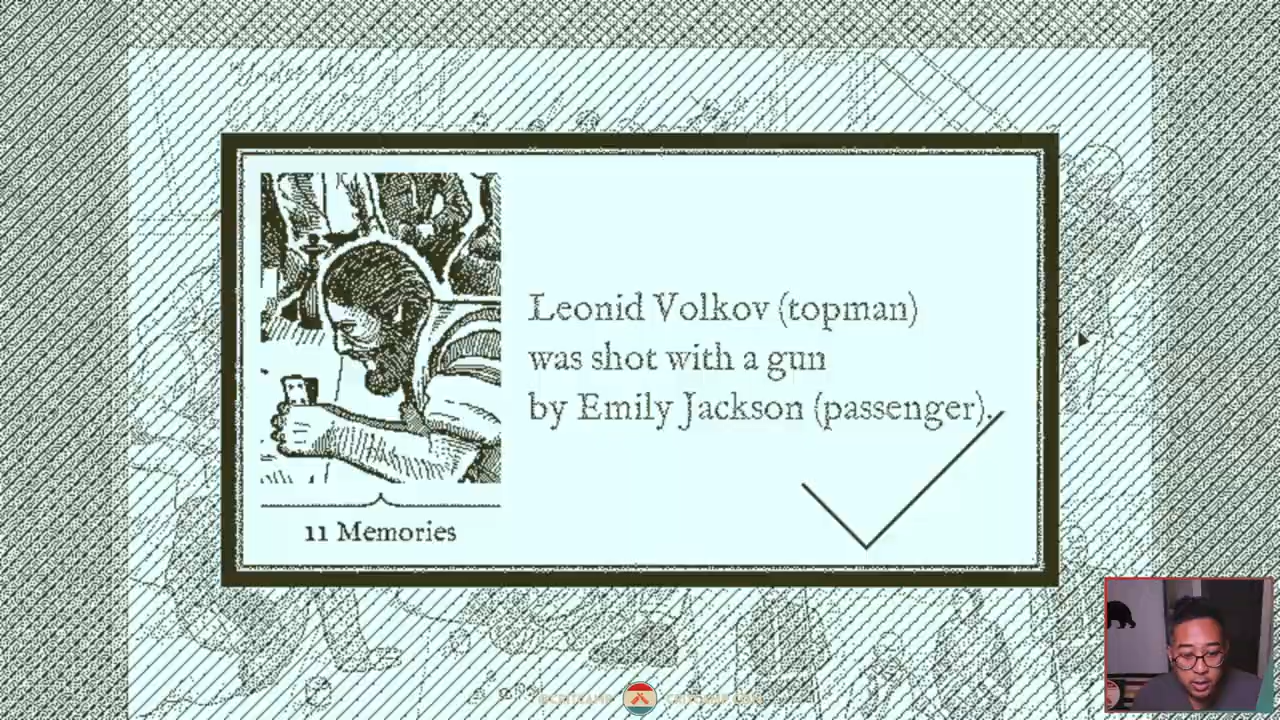 Leonid Volkov (topman)
was shot with a gun
by Emily Jackson (passenger).
11 Memories